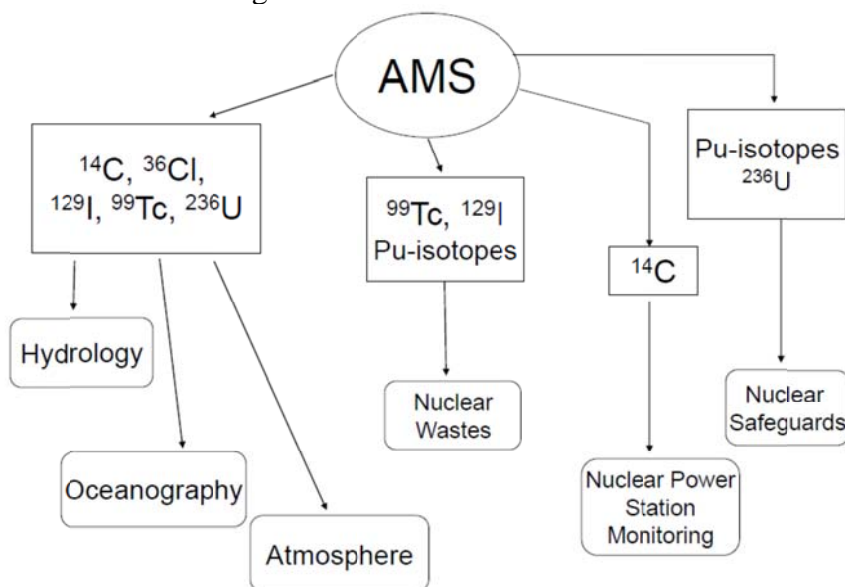 AMS
¹⁴C, ³⁶Cl,
¹²⁹I, ⁹⁹Tc, ²³⁶U
⁹⁹Tc, ¹²⁹I
Pu-isotopes
¹⁴C
Pu-isotopes
²³⁶U
Hydrology
Oceanography
Atmosphere
Nuclear
Wastes
Nuclear Power
Station
Monitoring
Nuclear
Safeguards